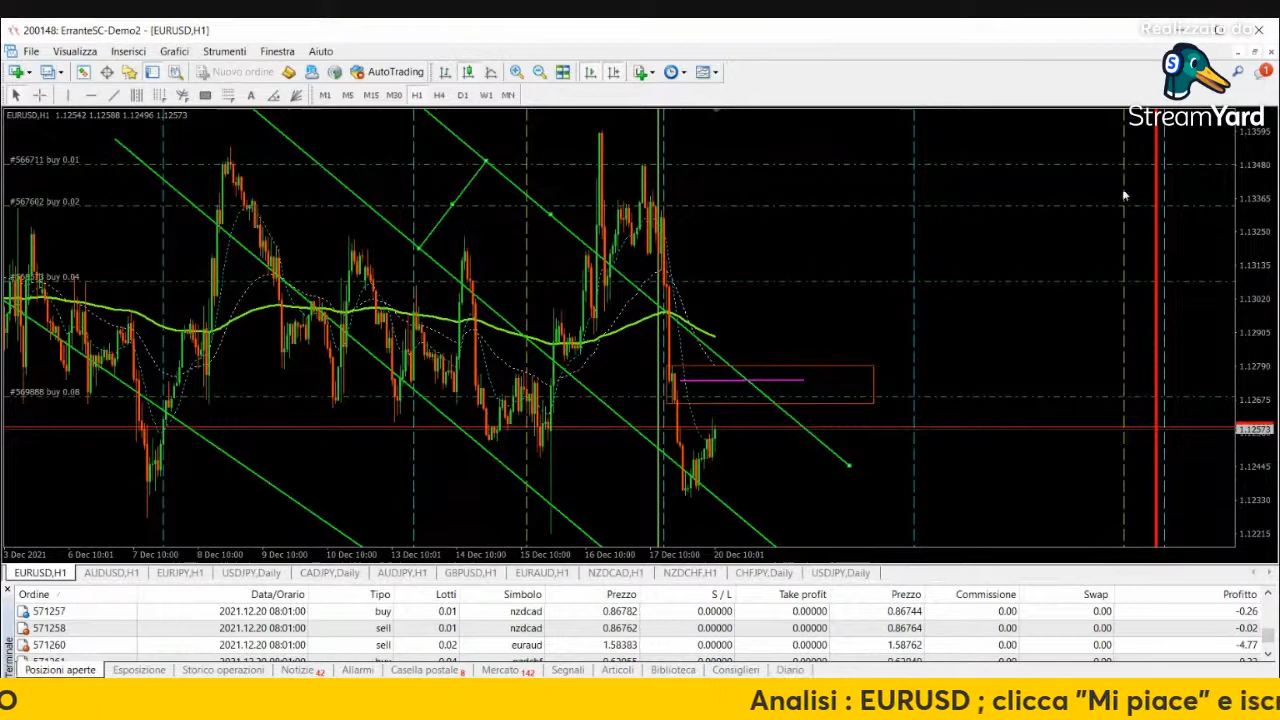 200148: ErranteSC-Demo2 - [EURUSD,H1]
Realizzato da
StreamYard
File Visualizza Inserisci Grafici Strumenti Finestra Aiuto
Nuovo ordine AutoTrading
1
M1 M5 M15 M30 H1 H4 D1 W1 MN
EURUSD,H1 1.12542 1.12588 1.12496 1.12573
1.13595
#566711 buy 0.01
1.13480
#567602 buy 0.02
1.13365
1.13250
1.13135
buy 0.04
1.13020
1.12905
1.12790
#569888 buy 0.08
1.12675
1.12573
1.12445
1.12330
1.12215
3 Dec 2021 6 Dec 10:01 7 Dec 10:00 8 Dec 10:00 9 Dec 10:00 10 Dec 10:00 13 Dec 10:01 14 Dec 10:00 15 Dec 10:00 16 Dec 10:00 17 Dec 10:00 20 Dec 10:01
EURUSD,H1 AUDUSD,H1 EURJPY,H1 USDJPY,Daily CADJPY,Daily AUDJPY,H1 GBPUSD,H1 EURAUD,H1 NZDCAD,H1 NZDCHF,H1 CHFJPY,Daily USDJPY,Daily
Ordine Data/Orario Tipo Lotti Simbolo Prezzo S / L Take profit Prezzo Commissione Swap Profitto
571257 2021.12.20 08:01:00 buy 0.01 nzdcad 0.86782 0.00000 0.00000 0.86744 0.00 0.00 -0.26
571258 2021.12.20 08:01:00 sell 0.01 nzdcad 0.86762 0.00000 0.00000 0.86764 0.00 0.00 -0.02
571260 2021.12.20 08:01:00 sell 0.02 euraud 1.58383 0.00000 0.00000 1.58762 0.00 0.00 -4.77
Terminale
Posizioni aperte Esposizione Storico operazioni Notizie 42 Allarmi Casella postale 8 Mercato 142 Segnali Articoli Biblioteca Consiglieri Diario
O Analisi : EURUSD ; clicca "Mi piace" e iscr